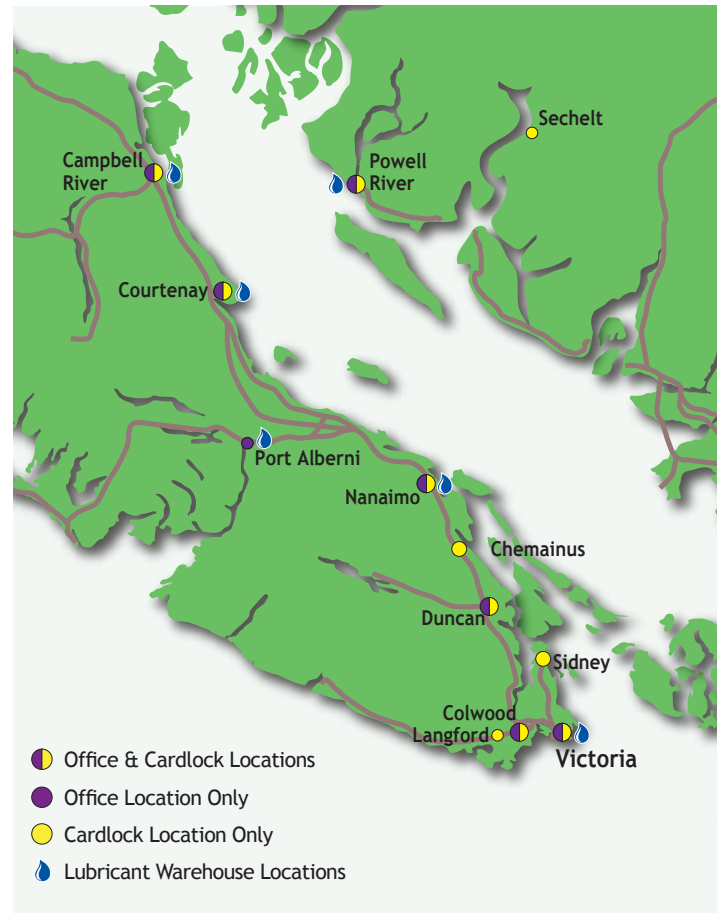 Sechelt
Campbell
River
Powell
River
Courtenay
Port Alberni
Nanaimo
Chemainus
Duncan
Sidney
Colwood
Langford
Victoria
Office & Cardlock Locations
Office Location Only
Cardlock Location Only
Lubricant Warehouse Locations